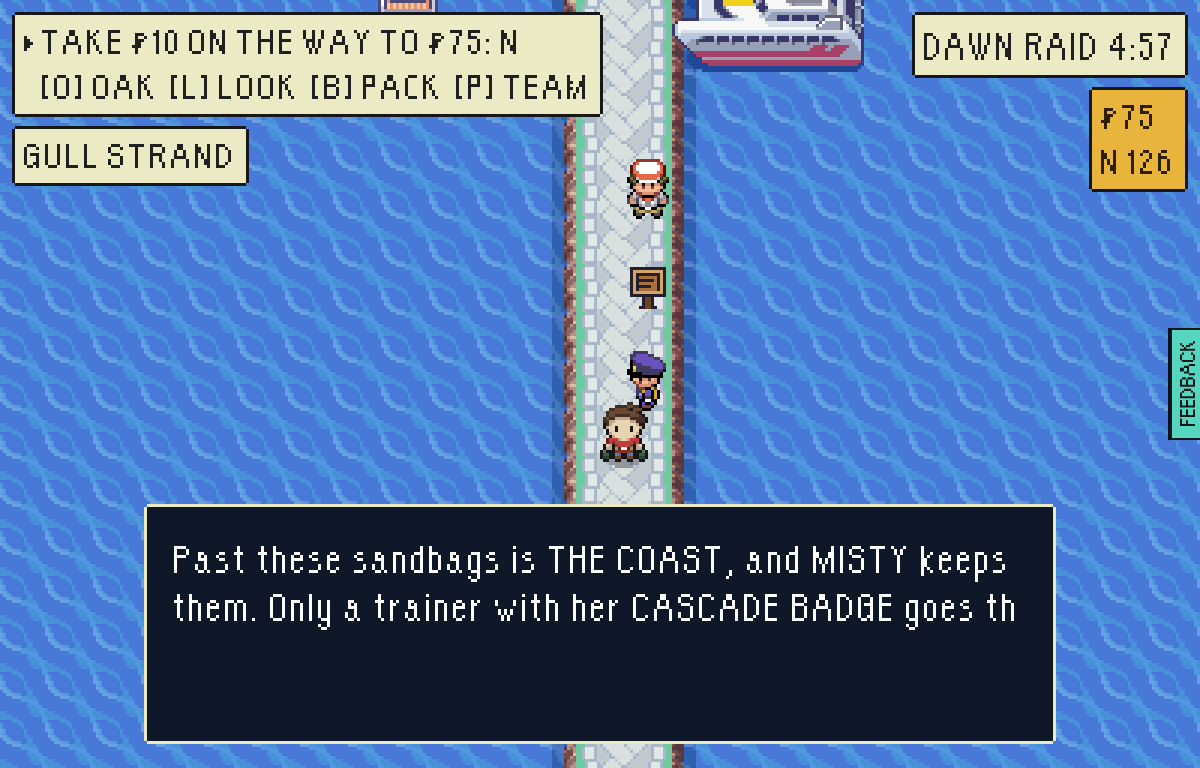 ▸TAKE ₽10 ON THE WAY TO ₽75: N
[O] OAK [L] LOOK [B] PACK [P] TEAM
GULL STRAND
DAWN RAID 4:57
₽75
N 126
FEEDBACK
Past these sandbags is THE COAST, and MISTY keeps
them. Only a trainer with her CASCADE BADGE goes th